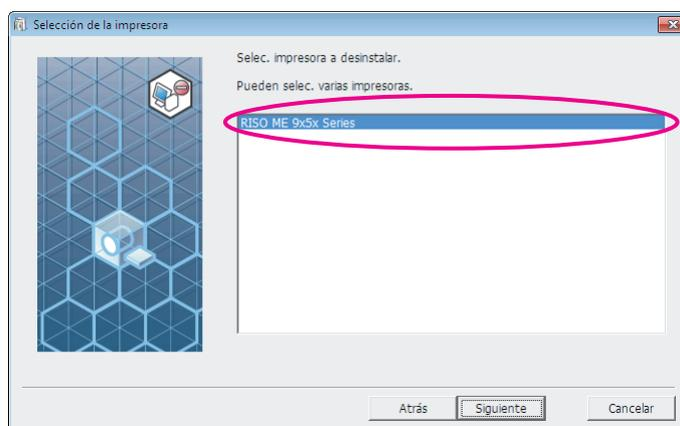 Selección de la impresora
Selec. impresora a desinstalar.
Pueden selec. varias impresoras.
RISO ME 9x5x Series
Atrás
Siguiente
Cancelar